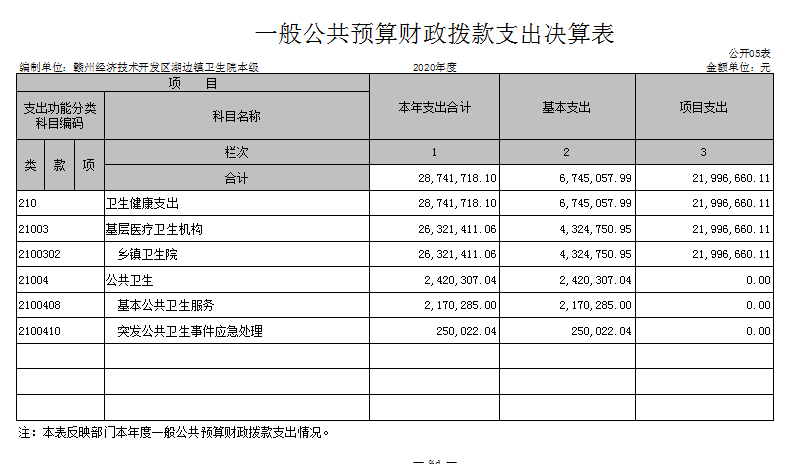 一般公共预算财政拨款支出决算表
公开05表
编制单位：赣州经济技术开发区湖边镇卫生院本级 2020年度 金额单位：元
项 目 本年支出合计 基本支出 项目支出
支出功能分类科目编码 科目名称
类 款 项 栏次 1 2 3
合计 28,741,718.10 6,745,057.99 21,996,660.11
210 卫生健康支出 28,741,718.10 6,745,057.99 21,996,660.11
21003 基层医疗卫生机构 26,321,411.06 4,324,750.95 21,996,660.11
2100302 乡镇卫生院 26,321,411.06 4,324,750.95 21,996,660.11
21004 公共卫生 2,420,307.04 2,420,307.04 0.00
2100408 基本公共卫生服务 2,170,285.00 2,170,285.00 0.00
2100410 突发公共卫生事件应急处理 250,022.04 250,022.04 0.00
注：本表反映部门本年度一般公共预算财政拨款支出情况。